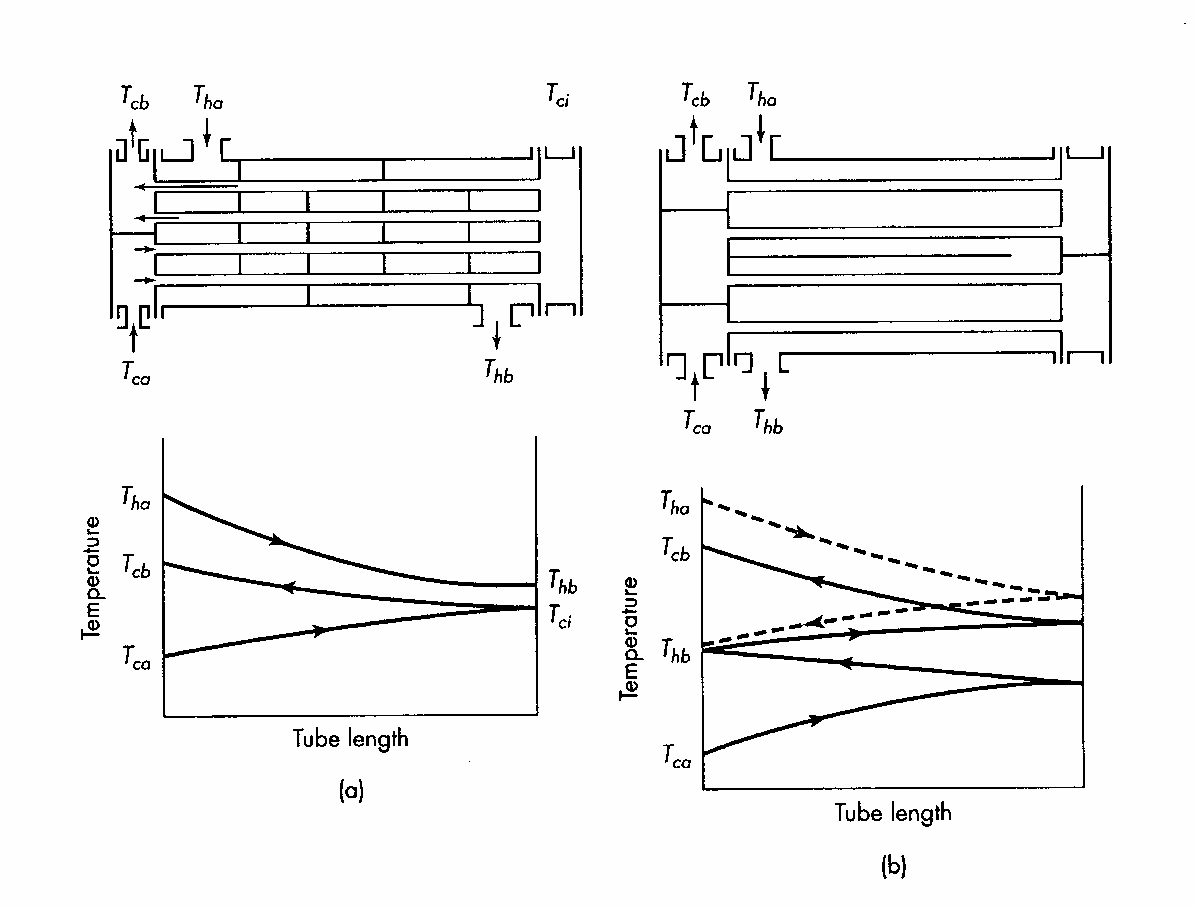 T_cb T_ha T_ci
T_ca T_hb
Temperature
T_ha
T_cb
T_ca
T_hb
T_ci
Tube length
(a)
T_cb T_ha
T_ca T_hb
Temperature
T_ha
T_cb
T_hb
T_ca
Tube length
(b)